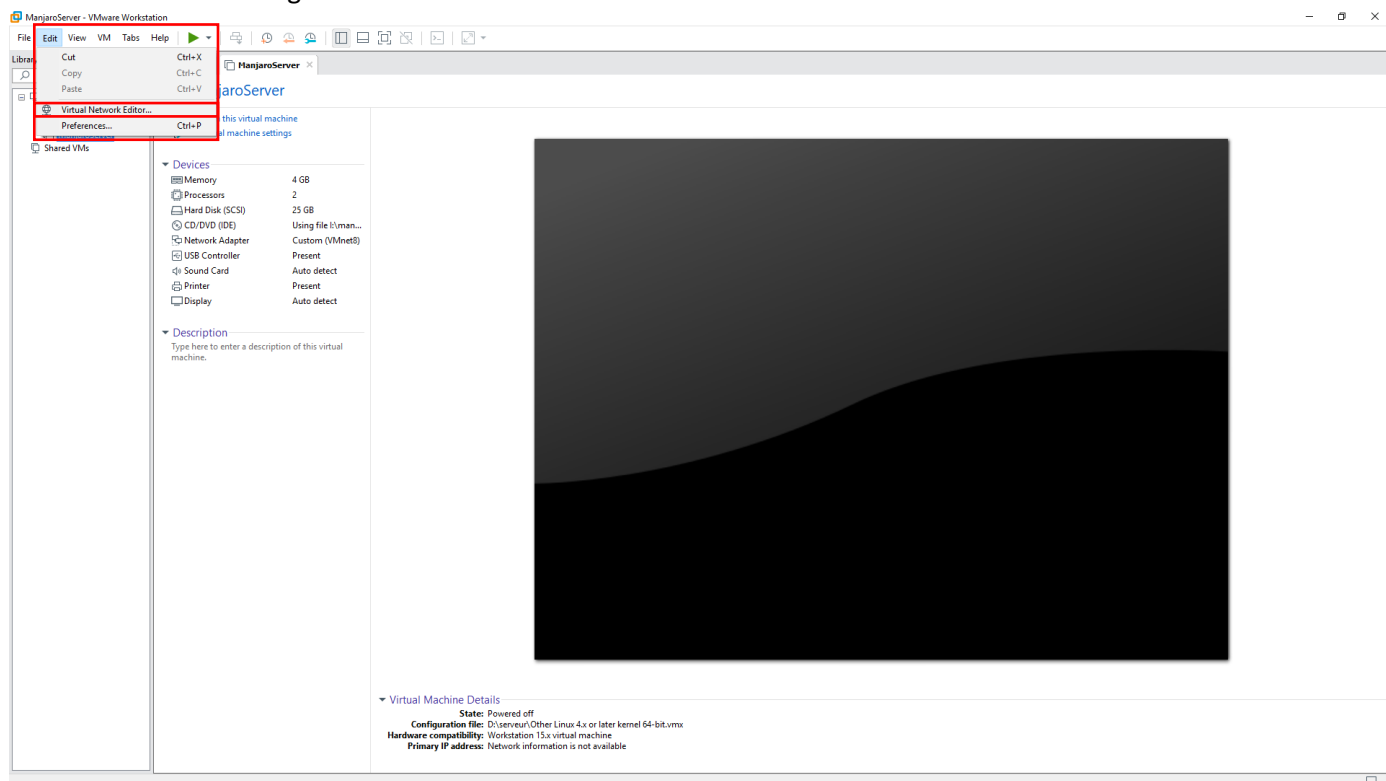 ManjaroServer - VMware Workstation
File Edit View VM Tabs Help
Cut Ctrl+X
Copy Ctrl+C
Paste Ctrl+V
Virtual Network Editor...
Preferences... Ctrl+P
Shared VMs
ManjaroServer
jaroServer
this virtual machine
al machine settings
Devices
Memory 4 GB
Processors 2
Hard Disk (SCSI) 25 GB
CD/DVD (IDE) Using file I:\man...
Network Adapter Custom (VMnet8)
USB Controller Present
Sound Card Auto detect
Printer Present
Display Auto detect
Description
Type here to enter a description of this virtual
machine.
Virtual Machine Details
State: Powered off
Configuration file: D:\serveur\Other Linux 4.x or later kernel 64-bit.vmx
Hardware compatibility: Workstation 15.x virtual machine
Primary IP address: Network information is not available